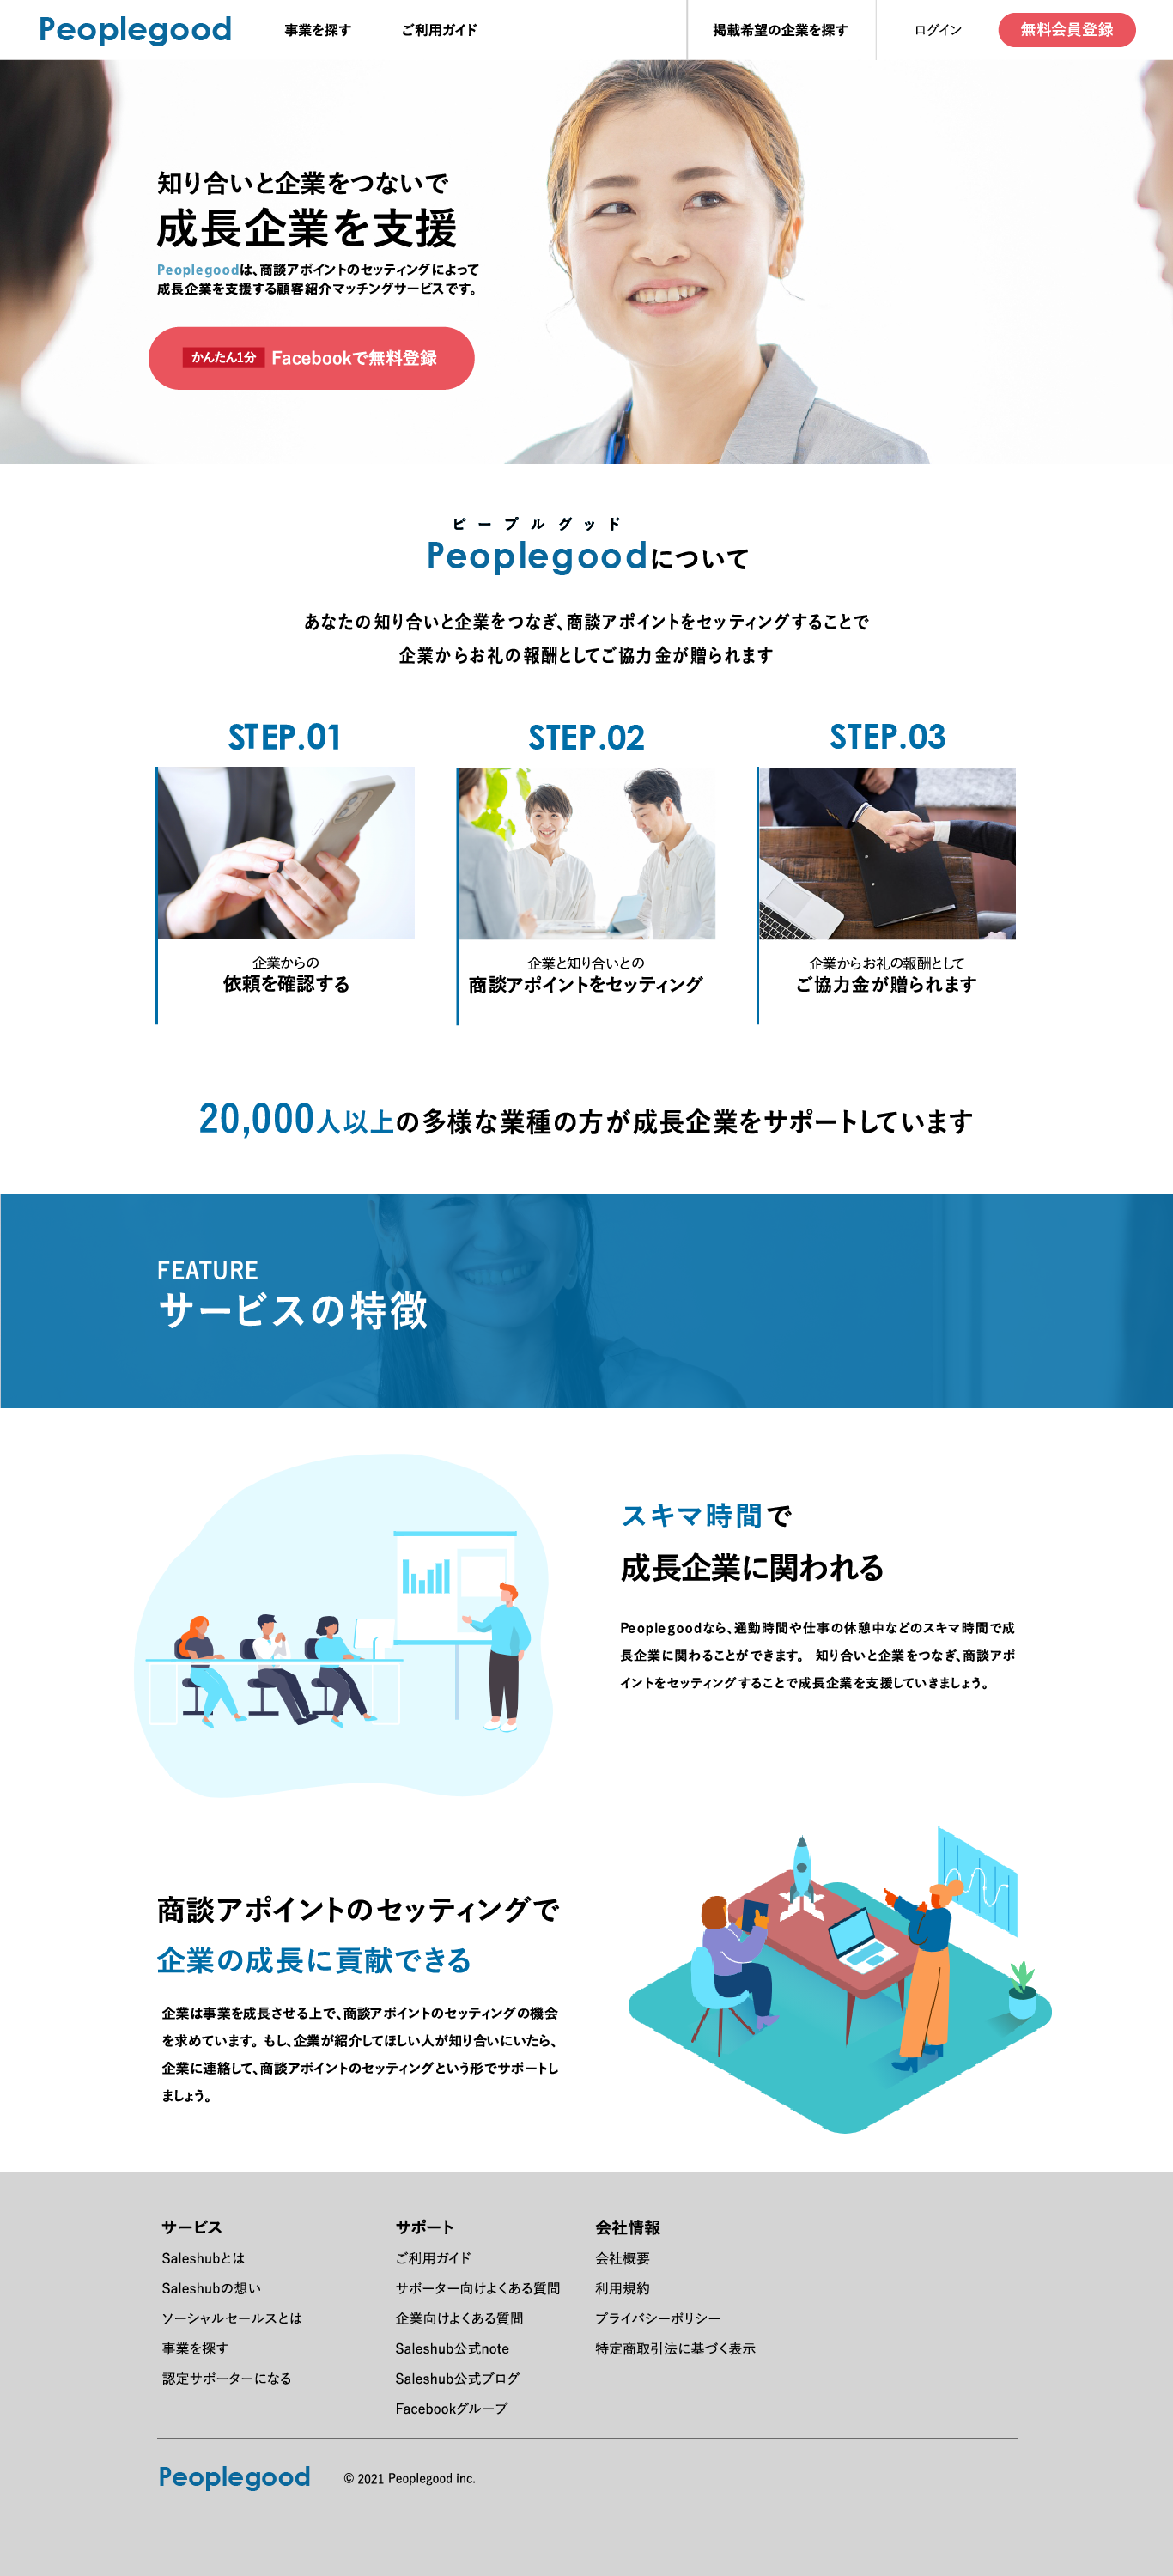 Peoplegood
事業を探す
ご利用ガイド
掲載希望の企業を探す
ログイン
無料会員登録
知り合いと企業をつないで
成長企業を支援
Peoplegoodは、商談アポイントのセッティングによって
成長企業を支援する顧客紹介マッチングサービスです。
かんたん1分 Facebookで無料登録
ピープルグッド
Peoplegoodについて
あなたの知り合いと企業をつなぎ、商談アポイントをセッティングすることで
企業からお礼の報酬としてご協力金が贈られます
STEP.01
企業からの
依頼を確認する
STEP.02
企業と知り合いとの
商談アポイントをセッティング
STEP.03
企業からお礼の報酬として
ご協力金が贈られます
20,000人以上の多様な業種の方が成長企業をサポートしています
FEATURE
サービスの特徴
スキマ時間で
成長企業に関われる
Peoplegoodなら、通勤時間や仕事の休憩中などのスキマ時間で成
長企業に関わることができます。 知り合いと企業をつなぎ、商談アポ
イントをセッティングすることで成長企業を支援していきましょう。
商談アポイントのセッティングで
企業の成長に貢献できる
企業は事業を成長させる上で、商談アポイントのセッティングの機会
を求めています。もし、企業が紹介してほしい人が知り合いにいたら、
企業に連絡して、商談アポイントのセッティングという形でサポートし
ましょう。
サービス
Saleshubとは
Saleshubの想い
ソーシャルセールスとは
事業を探す
認定サポーターになる
サポート
ご利用ガイド
サポーター向けよくある質問
企業向けよくある質問
Saleshub公式note
Saleshub公式ブログ
Facebookグループ
会社情報
会社概要
利用規約
プライバシーポリシー
特定商取引法に基づく表示
Peoplegood
© 2021 Peoplegood inc.